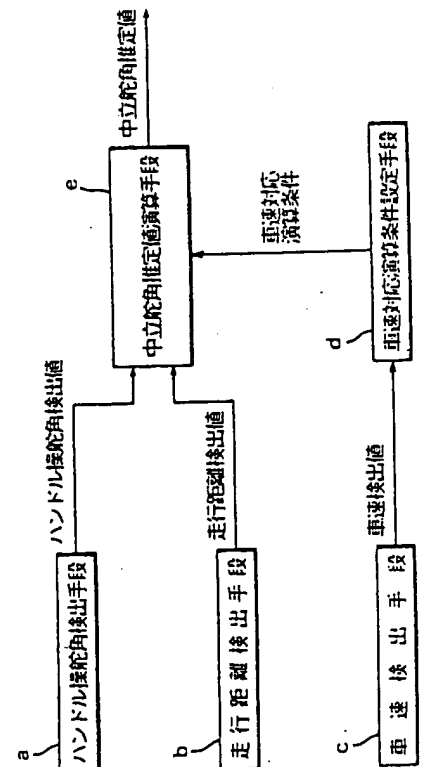 a
ハンドル操舵角検出手段
ハンドル操舵角検出値
b
走行距離検出手段
走行距離検出値
c
車速検出手段
車速検出値
d
車速対応演算条件設定手段
車速対応
演算条件
e
中立舵角推定値演算手段
中立舵角推定値